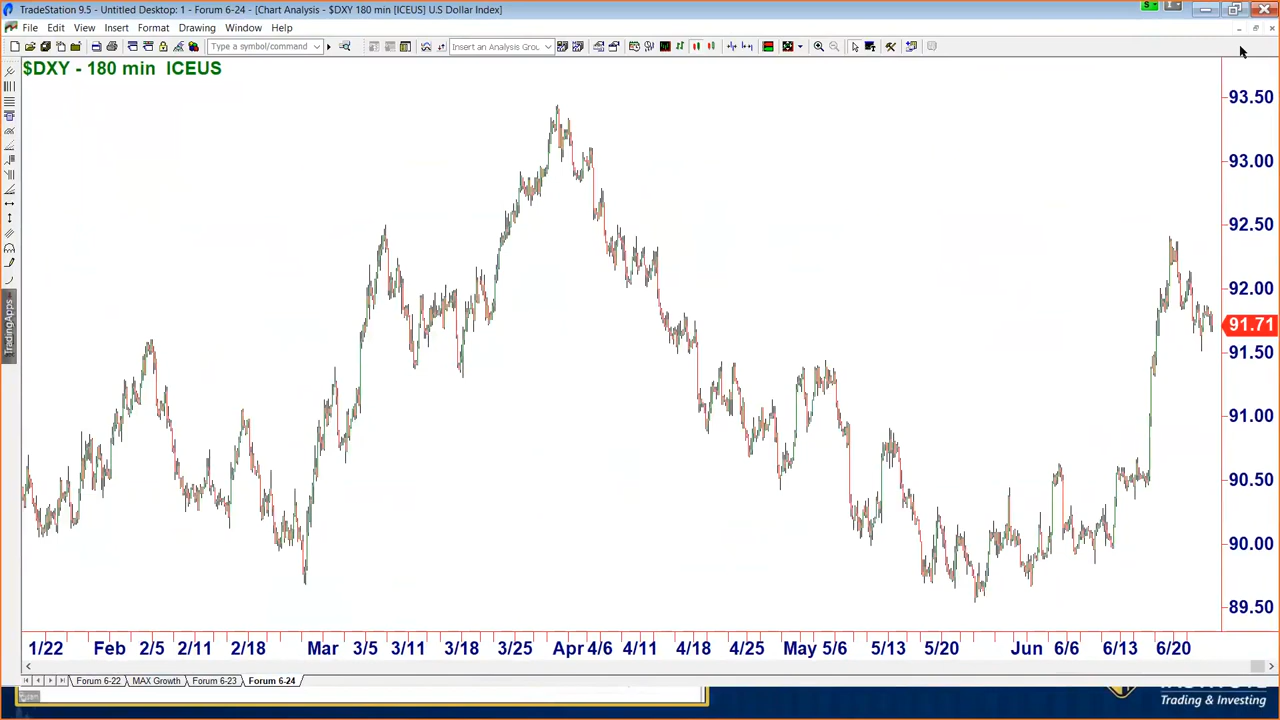 TradeStation 9.5 - Untitled Desktop: 1 - Forum 6-24 - [Chart Analysis - $DXY 180 min [ICEUS] U.S Dollar Index]
File Edit View Insert Format Drawing Window Help
Type a symbol/command
Insert an Analysis Grou
$DXY - 180 min ICEUS
93.50
93.00
92.50
92.00
91.71
91.50
91.00
90.50
90.00
89.50
TradingApps
1/22 Feb 2/5 2/11 2/18 Mar 3/5 3/11 3/18 3/25 Apr 4/6 4/11 4/18 4/25 May 5/6 5/13 5/20 Jun 6/6 6/13 6/20
Forum 6-22 MAX Growth Forum 6-23 Forum 6-24
Trading & Investing